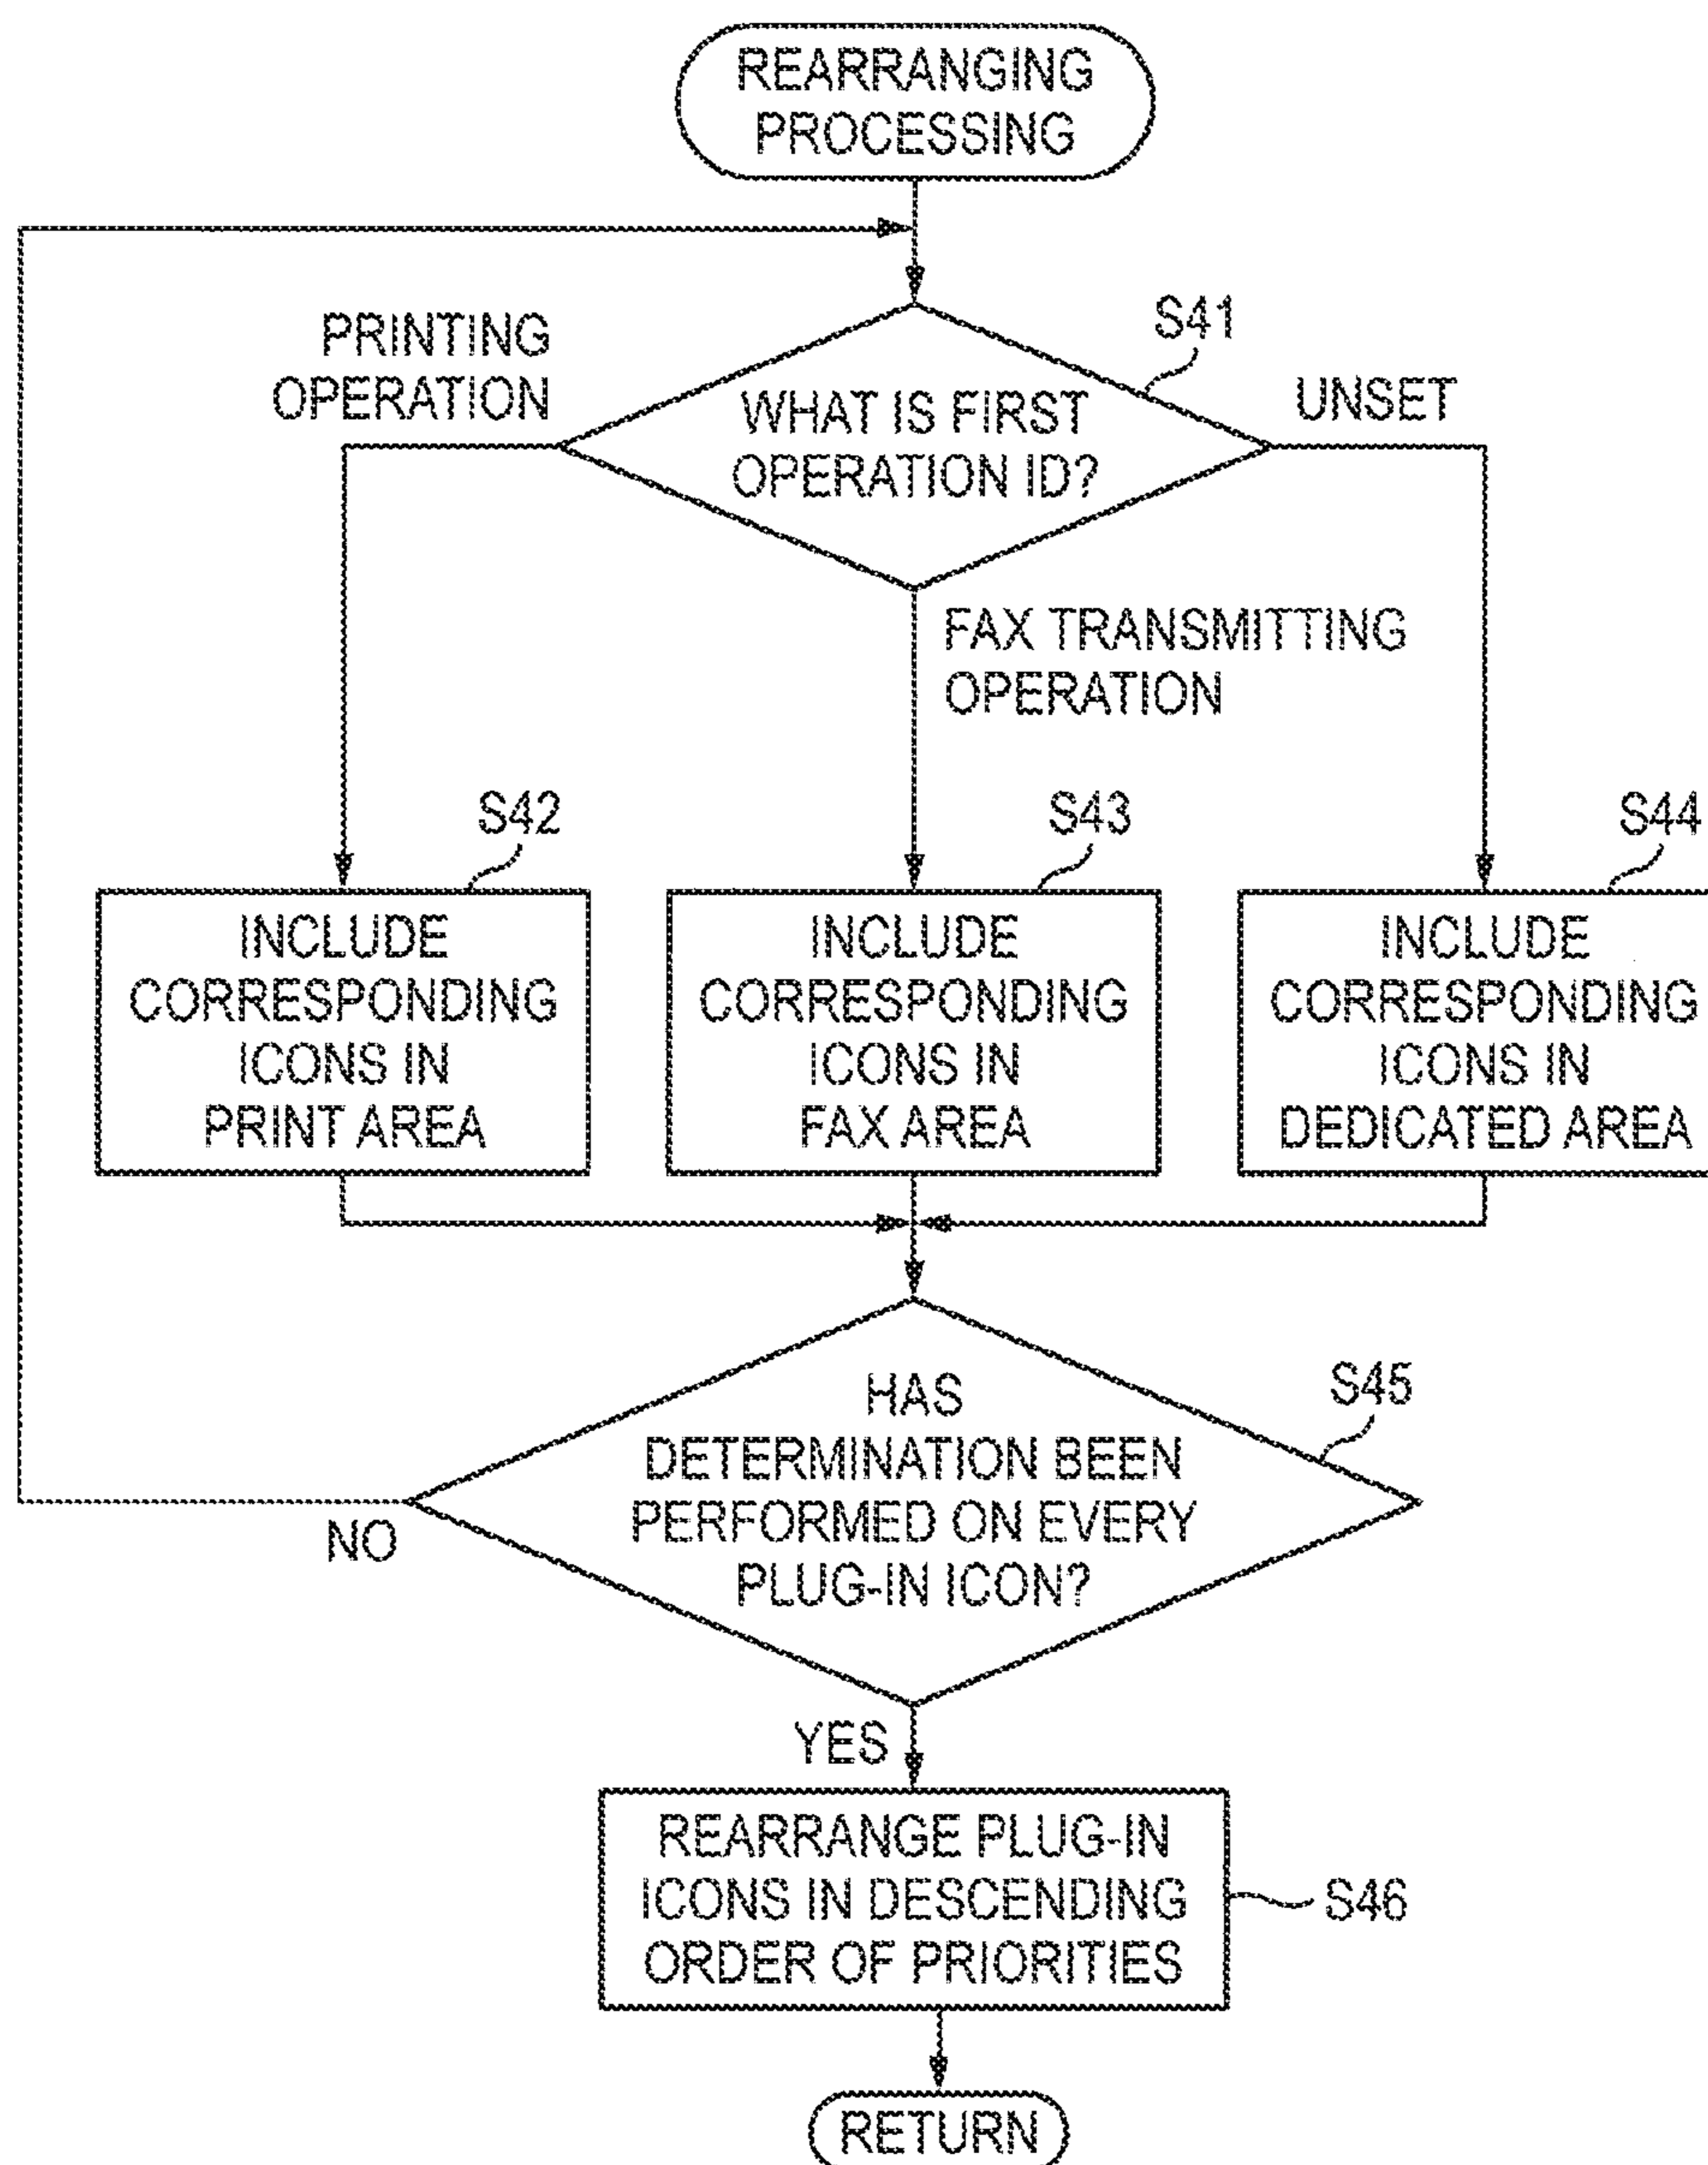 REARRANGING
PROCESSING
PRINTING
OPERATION
S41
WHAT IS FIRST
OPERATION ID?
UNSET
FAX TRANSMITTING
OPERATION
S42
INCLUDE
CORRESPONDING
ICONS IN
PRINT AREA
S43
INCLUDE
CORRESPONDING
ICONS IN
FAX AREA
S44
INCLUDE
CORRESPONDING
ICONS IN
DEDICATED AREA
S45
HAS
DETERMINATION BEEN
PERFORMED ON EVERY
PLUG-IN ICON?
NO
YES
REARRANGE PLUG-IN
ICONS IN DESCENDING
ORDER OF PRIORITIES
S46
RETURN